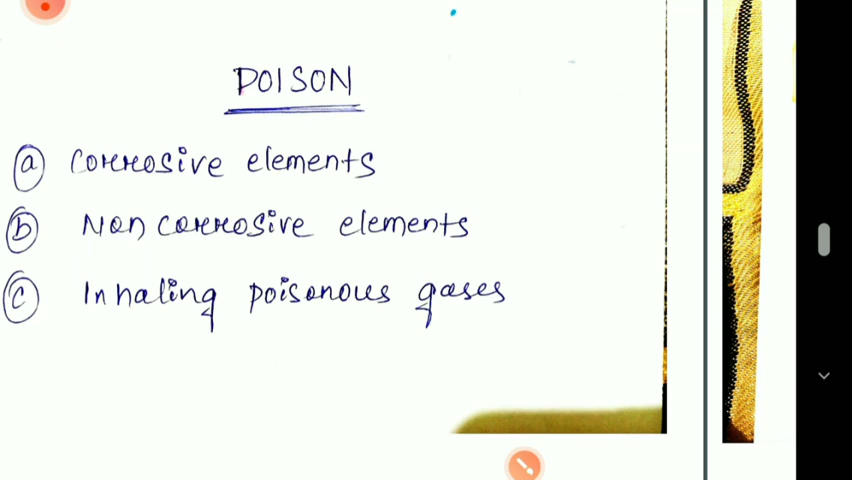 POISON
(a) Corrosive elements
(b) Non corrosive elements
(c) Inhaling poisonous gases